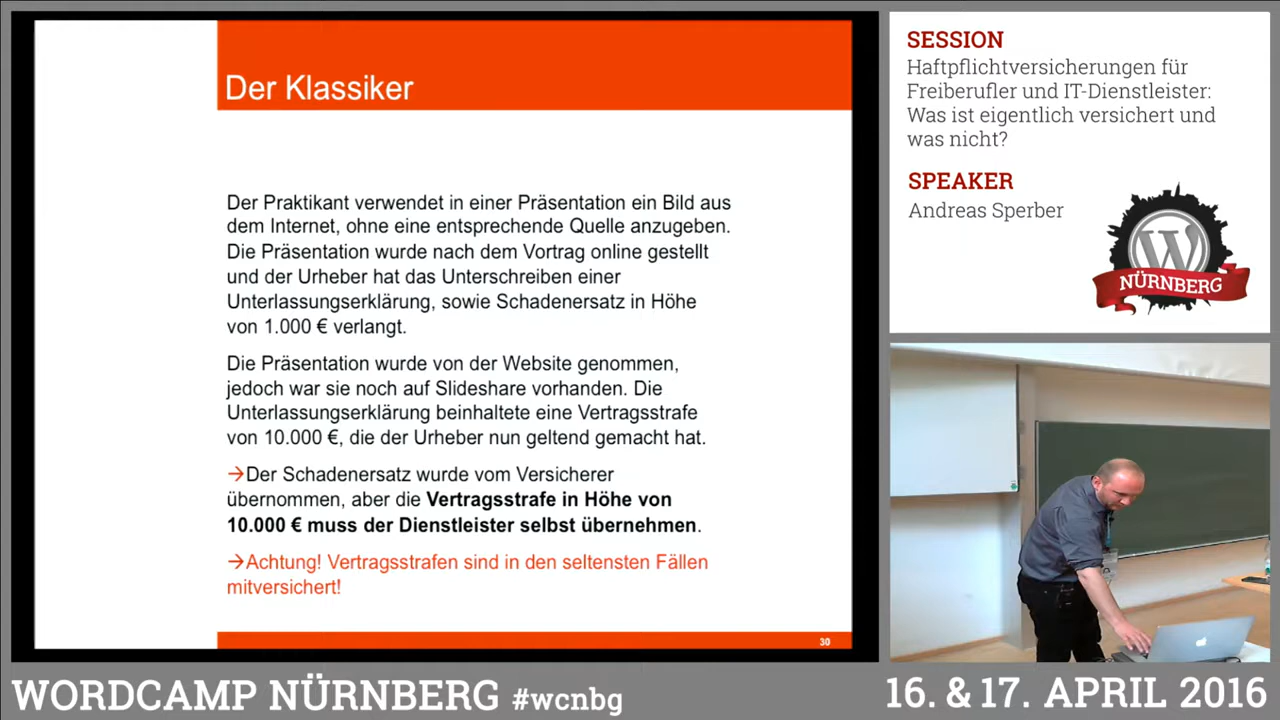 Der Klassiker
Der Praktikant verwendet in einer Präsentation ein Bild aus
dem Internet, ohne eine entsprechende Quelle anzugeben.
Die Präsentation wurde nach dem Vortrag online gestellt
und der Urheber hat das Unterschreiben einer
Unterlassungserklärung, sowie Schadenersatz in Höhe
von 1.000 € verlangt.
Die Präsentation wurde von der Website genommen,
jedoch war sie noch auf Slideshare vorhanden. Die
Unterlassungserklärung beinhaltete eine Vertragsstrafe
von 10.000 €, die der Urheber nun geltend gemacht hat.
→Der Schadenersatz wurde vom Versicherer
übernommen, aber die Vertragsstrafe in Höhe von
10.000 € muss der Dienstleister selbst übernehmen.
→Achtung! Vertragsstrafen sind in den seltensten Fällen
mitversichert!
30
SESSION
Haftpflichtversicherungen für
Freiberufler und IT-Dienstleister:
Was ist eigentlich versichert und
was nicht?
SPEAKER
Andreas Sperber
W
NÜRNBERG
WORDCAMP NÜRNBERG #wcnbg
16. & 17. APRIL 2016